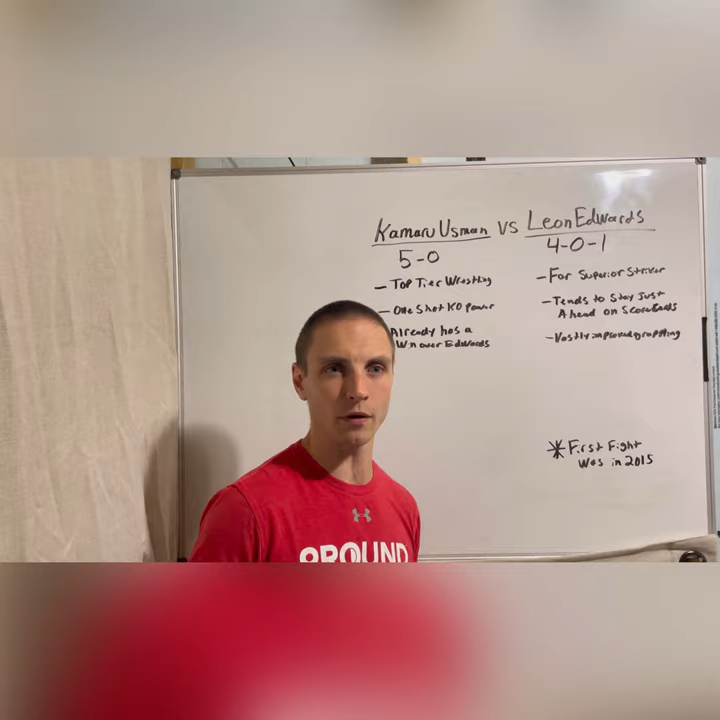 Kamaru Usman vs Leon Edwards
5-0
4-0-1
- Top Tier Wrestling
- One Shot KO Power
Already has a
Win over Edwards
- Far Superior Striker
- Tends to Stay Just
Ahead on Scorecards
- Vastly improved grappling
* First Fight
Was in 2015
PROUND